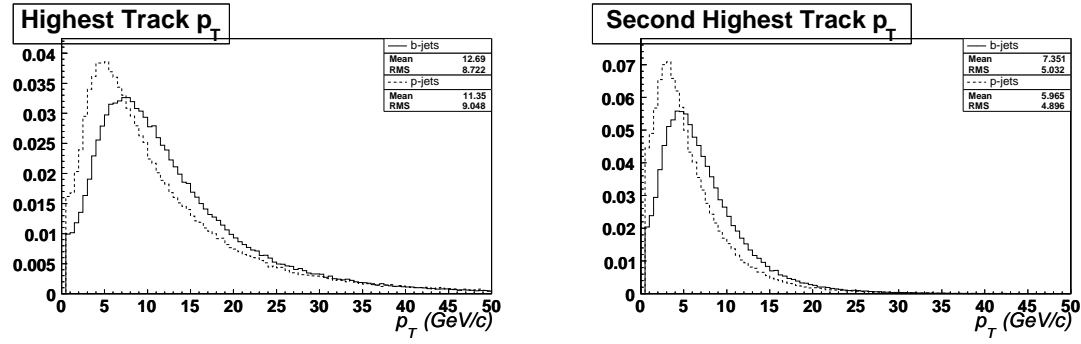 Highest Track p_T
b-jets
Mean 12.69
RMS 8.722
p-jets
Mean 11.35
RMS 9.048
0.04
0.035
0.03
0.025
0.02
0.015
0.01
0.005
0
0 5 10 15 20 25 30 35 40 45 50
p_T (GeV/c)
Second Highest Track p_T
b-jets
Mean 7.351
RMS 5.032
p-jets
Mean 5.965
RMS 4.896
0.07
0.06
0.05
0.04
0.03
0.02
0.01
0
0 5 10 15 20 25 30 35 40 45 50
p_T (GeV/c)